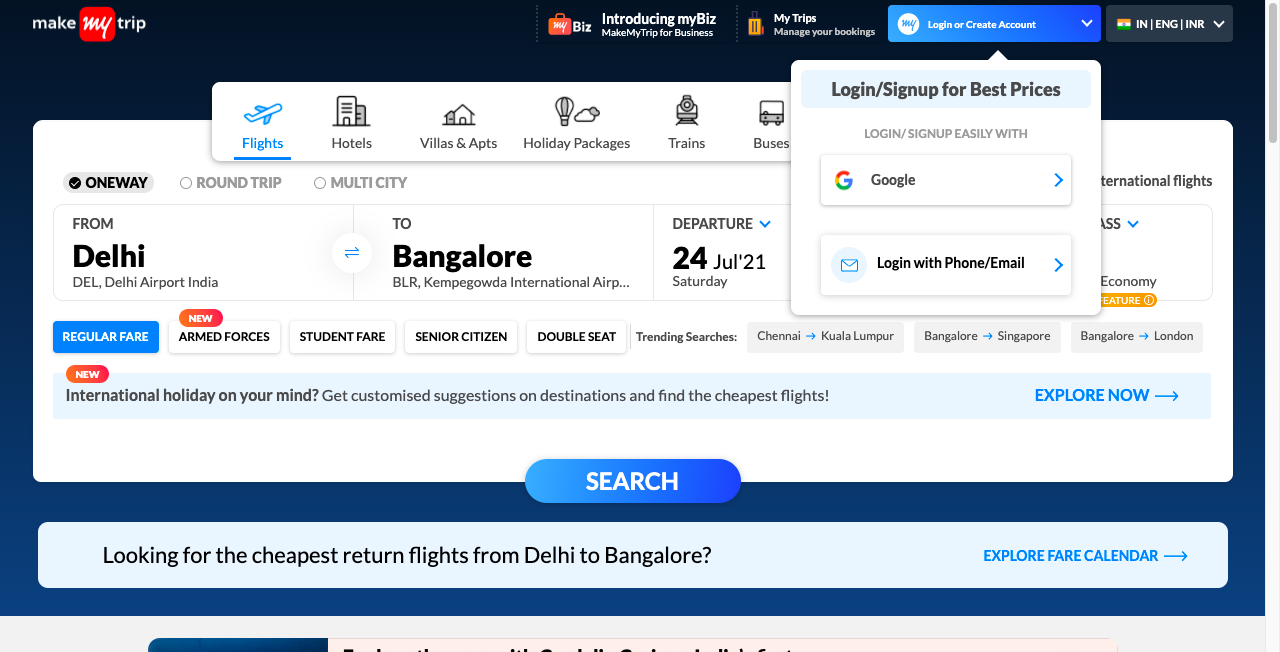 make my trip
my Biz
Introducing myBiz
MakeMyTrip for Business
My Trips
Manage your bookings
my
Login or Create Account
IN | ENG | INR
Login/Signup for Best Prices
LOGIN/ SIGNUP EASILY WITH
Google
Login with Phone/Email
Flights
Hotels
Villas & Apts
Holiday Packages
Trains
Buses
ONEWAY
ROUND TRIP
MULTI CITY
ternational flights
FROM
Delhi
DEL, Delhi Airport India
TO
Bangalore
BLR, Kempegowda International Airp...
DEPARTURE
24 Jul'21
Saturday
ASS
Economy
FEATURE
REGULAR FARE
NEW
ARMED FORCES
STUDENT FARE
SENIOR CITIZEN
DOUBLE SEAT
Trending Searches:
Chennai → Kuala Lumpur
Bangalore → Singapore
Bangalore → London
NEW
International holiday on your mind? Get customised suggestions on destinations and find the cheapest flights!
EXPLORE NOW
SEARCH
Looking for the cheapest return flights from Delhi to Bangalore?
EXPLORE FARE CALENDAR